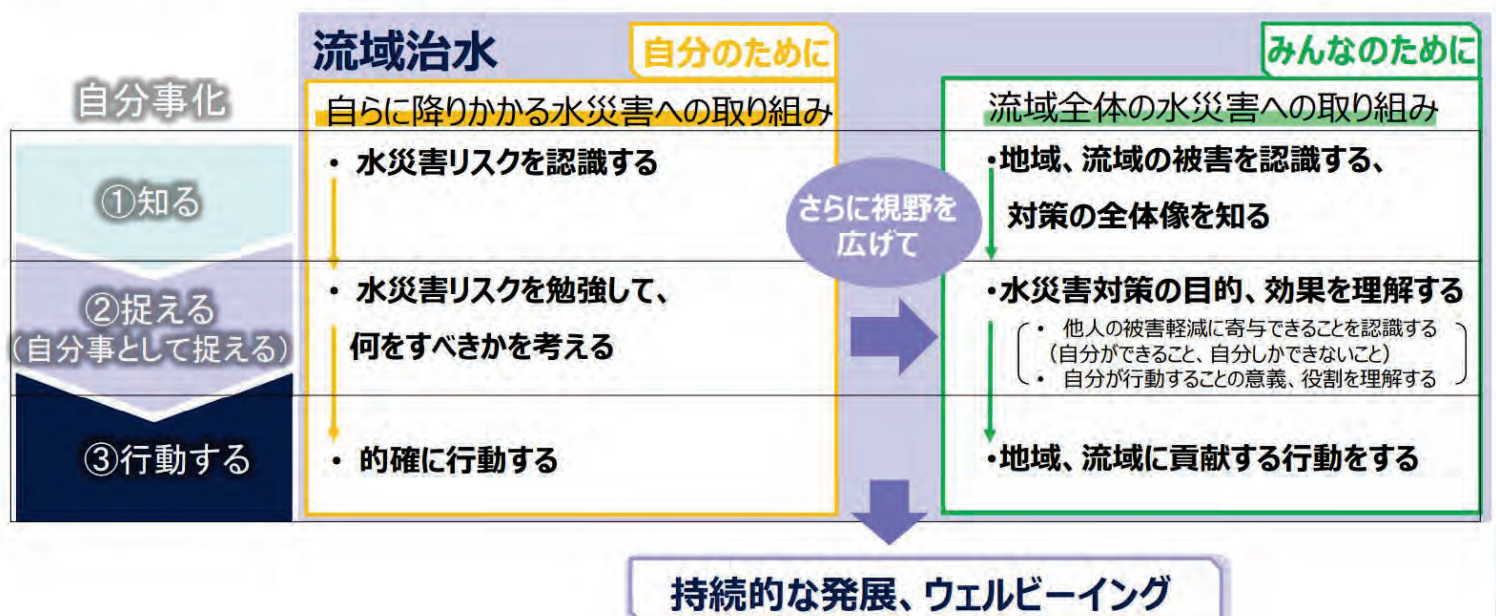 流域治水
自分のために
みんなのために
自分事化
自らに降りかかる水災害への取り組み
流域全体の水災害への取り組み
①知る
・ 水災害リスクを認識する
さらに視野を
広げて
・地域、流域の被害を認識する、
対策の全体像を知る
②捉える
(自分事として捉える)
・ 水災害リスクを勉強して、
何をすべきかを考える
・水災害対策の目的、効果を理解する
・ 他人の被害軽減に寄与できることを認識する
(自分ができること、自分しかできないこと)
・ 自分が行動することの意義、役割を理解する
③行動する
・ 的確に行動する
・地域、流域に貢献する行動をする
持続的な発展、ウェルビーイング